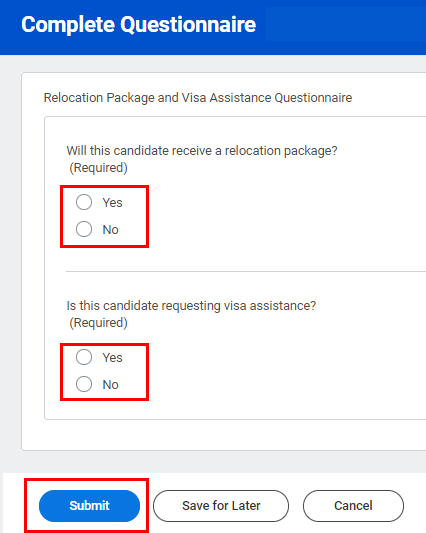 Complete Questionnaire
Relocation Package and Visa Assistance Questionnaire
Will this candidate receive a relocation package?
(Required)
Yes
No
Is this candidate requesting visa assistance?
(Required)
Yes
No
Submit
Save for Later
Cancel